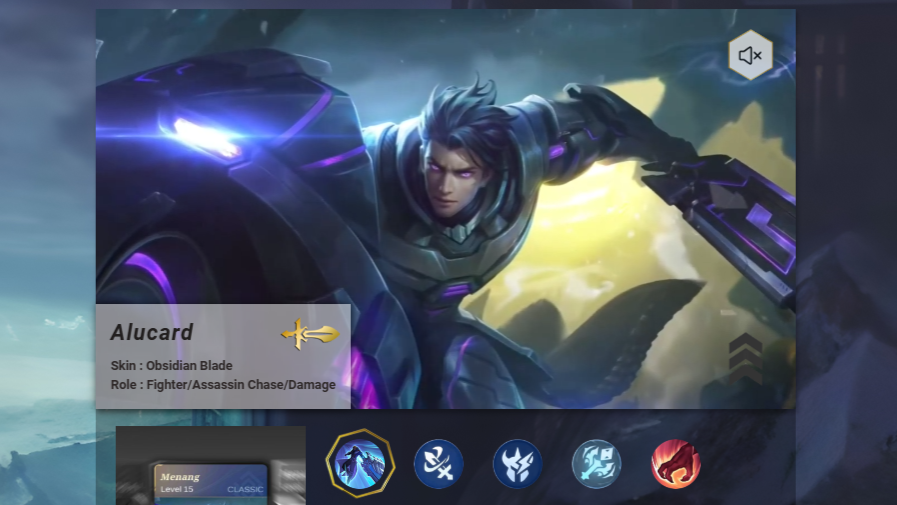 Alucard
Skin : Obsidian Blade
Role : Fighter/Assassin Chase/Damage
Menang
Level 15
CLASSIC